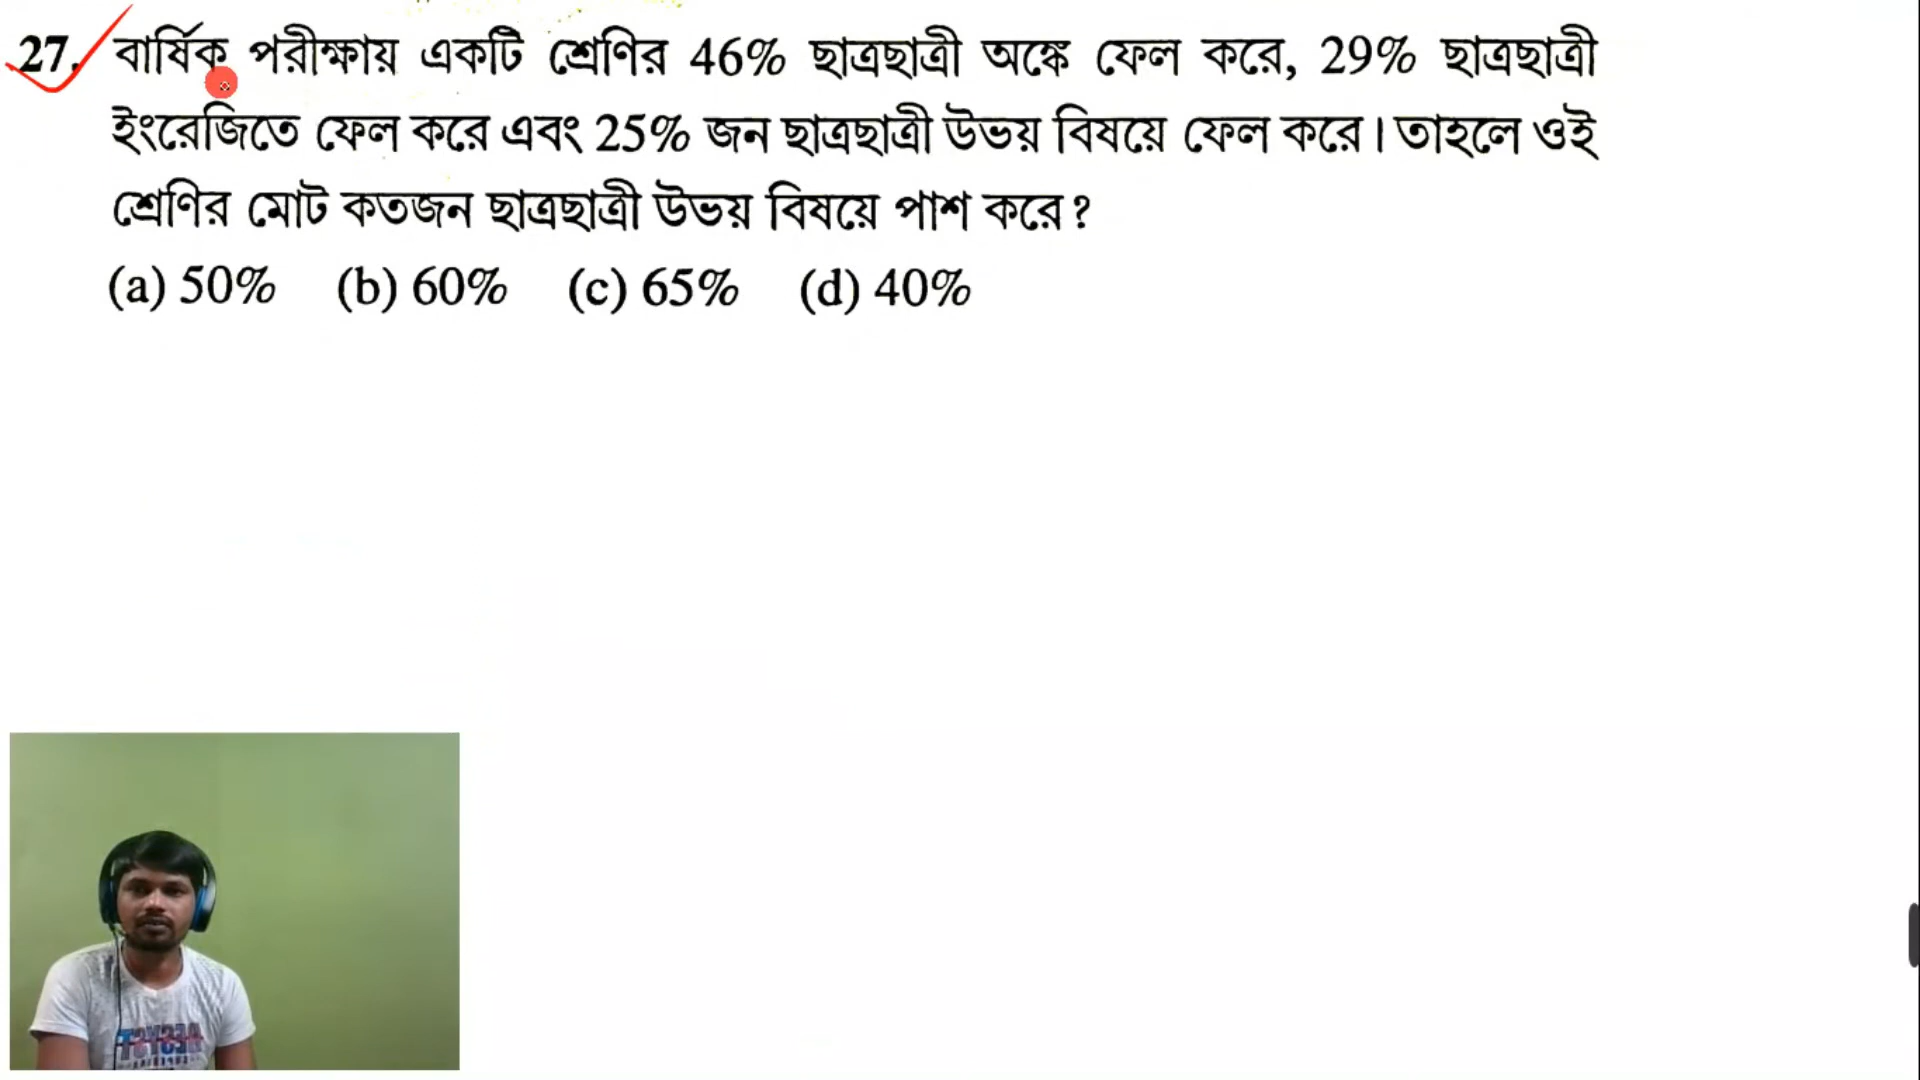 27. বার্ষিক পরীক্ষায় একটি শ্রেণির 46% ছাত্রছাত্রী অঙ্কে ফেল করে, 29% ছাত্রছাত্রী
ইংরেজিতে ফেল করে এবং 25% জন ছাত্রছাত্রী উভয় বিষয়ে ফেল করে। তাহলে ওই
শ্রেণির মোট কতজন ছাত্রছাত্রী উভয় বিষয়ে পাশ করে?
(a) 50% (b) 60% (c) 65% (d) 40%